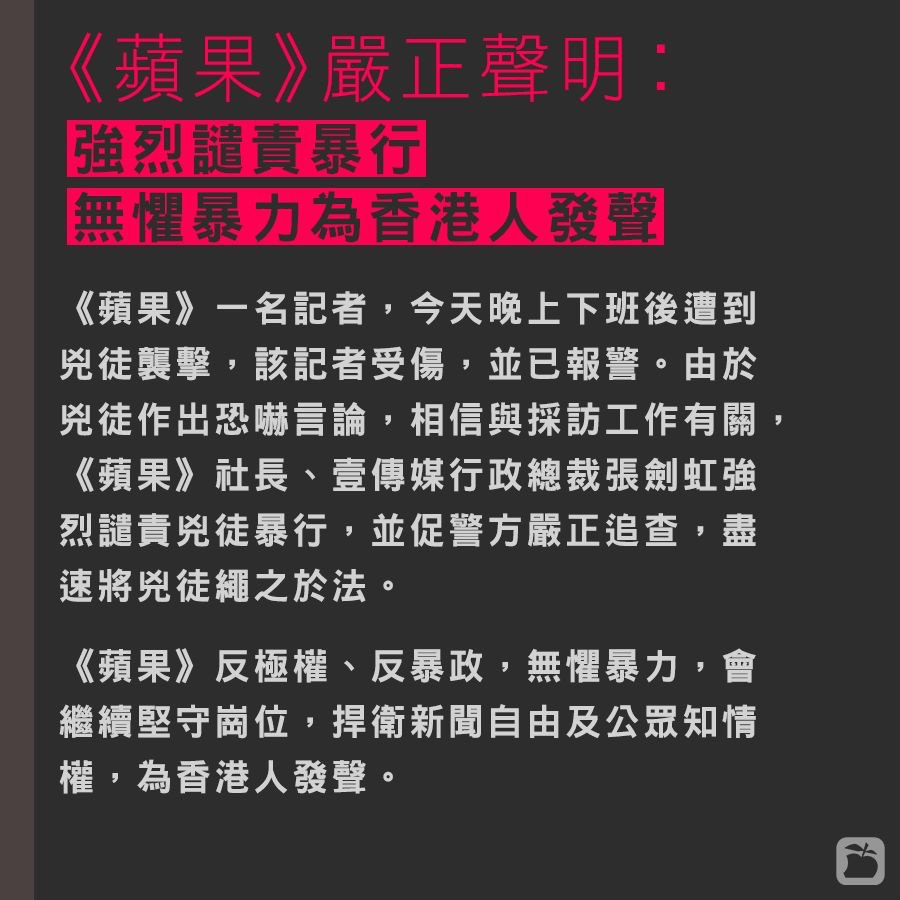 《蘋果》嚴正聲明：
強烈譴責暴行
無懼暴力為香港人發聲
《蘋果》一名記者，今天晚上下班後遭到
兇徒襲擊，該記者受傷，並已報警。由於
兇徒作出恐嚇言論，相信與採訪工作有關，
《蘋果》社長、壹傳媒行政總裁張劍虹強
烈譴責兇徒暴行，並促警方嚴正追查，盡
速將兇徒繩之於法。
《蘋果》反極權、反暴政，無懼暴力，會
繼續堅守崗位，捍衛新聞自由及公眾知情
權，為香港人發聲。